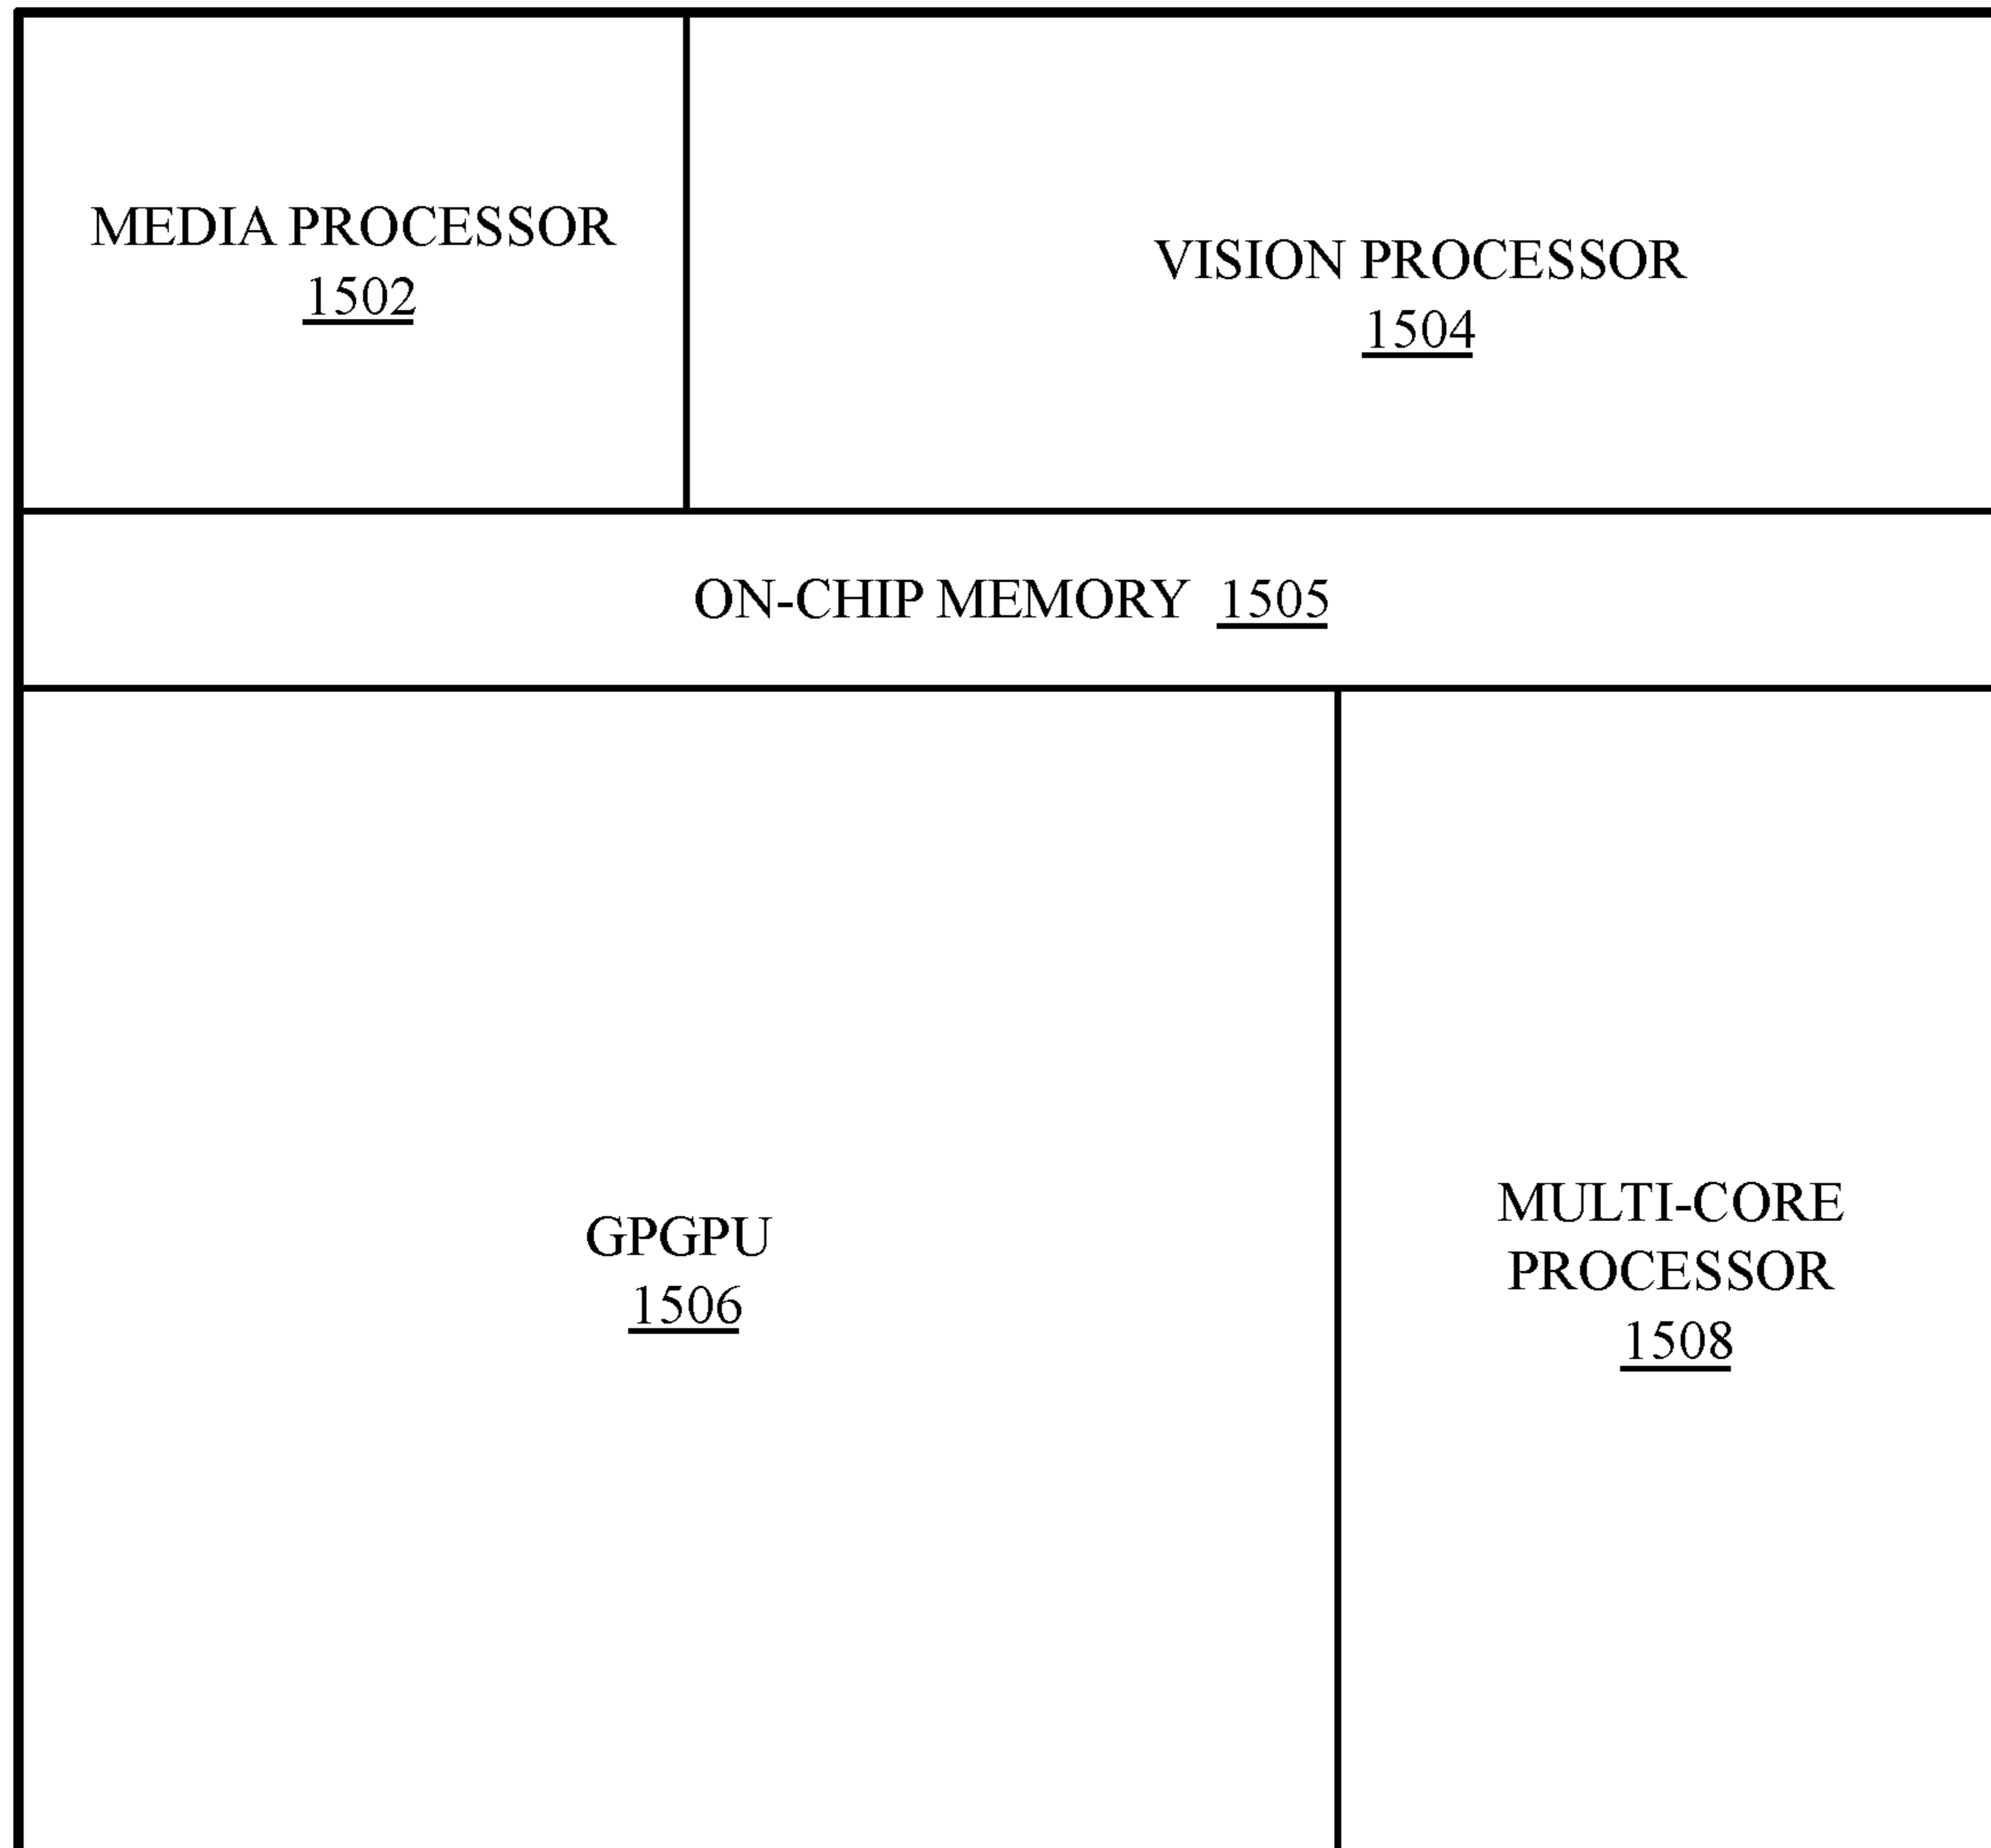 MEDIA PROCESSOR
1502
VISION PROCESSOR
1504
ON-CHIP MEMORY 1505
GPGPU
1506
MULTI-CORE
PROCESSOR
1508